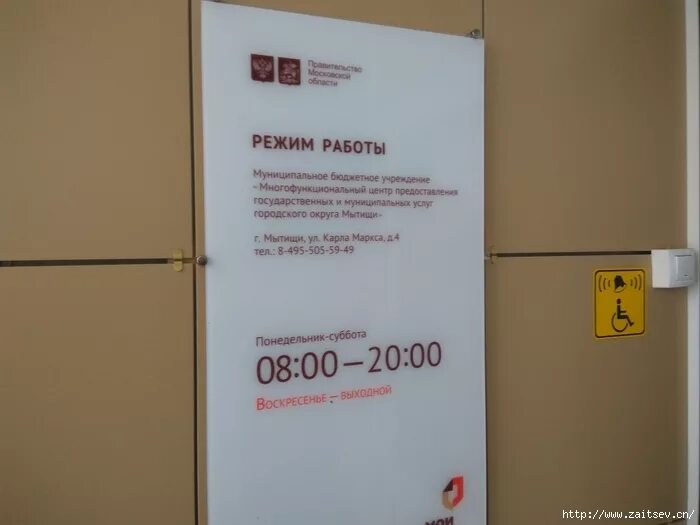 Правительство
Московской
области
РЕЖИМ РАБОТЫ
Муниципальное бюджетное учреждение
«Многофункциональный центр предоставления
государственных и муниципальных услуг
городского округа Мытищи»
г. Мытищи, ул. Карла Маркса, д.4
тел.: 8-495-505-59-49
Понедельник-суббота
08:00—20:00
Воскресенье — выходной
МОИ
http://www.zaitsev.cn/